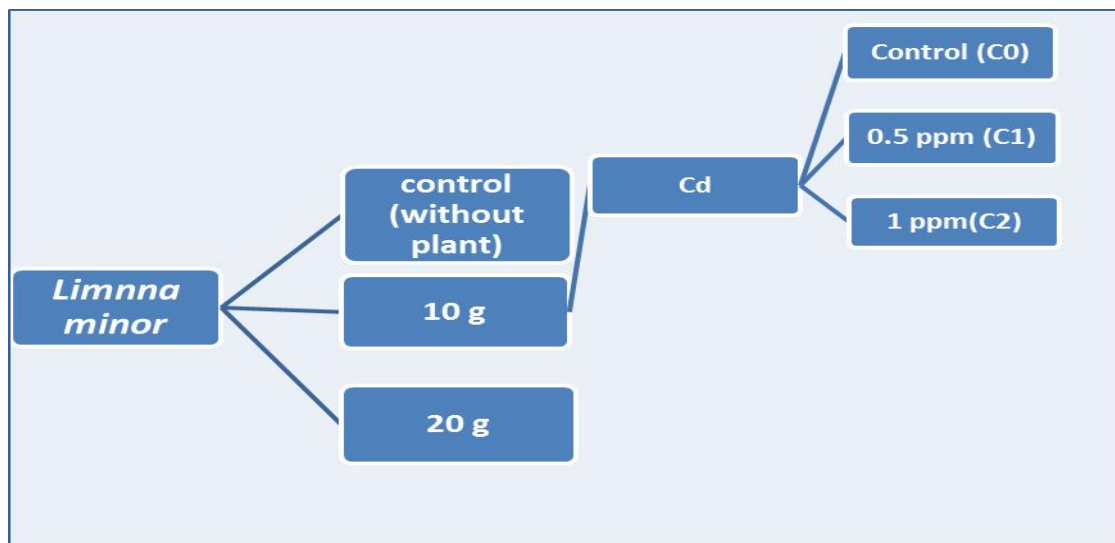 Limnna
minor
control
(without
plant)
10 g
20 g
Cd
Control (C0)
0.5 ppm (C1)
1 ppm(C2)